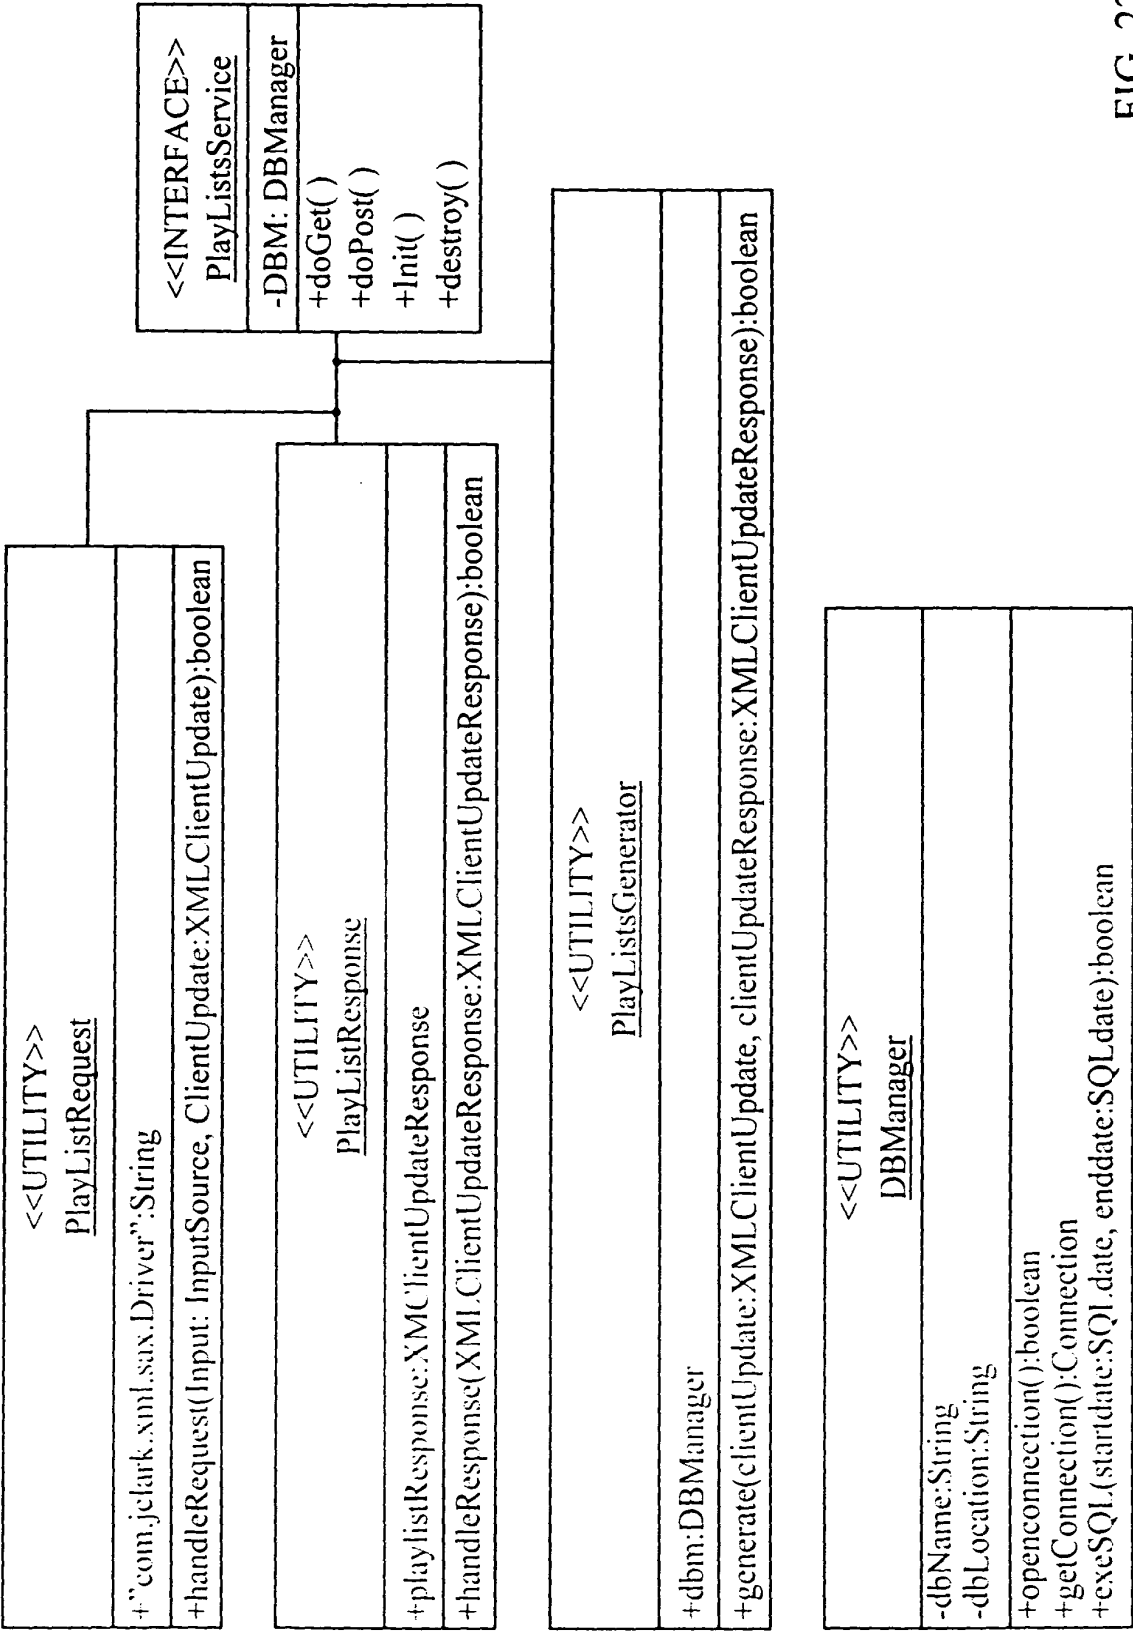 <<UTILITY>>
PlayListRequest
+"com.jclark.xml.sax.Driver":String
+handleRequest(Input: InputSource, ClientUpdate:XMLClientUpdate):boolean
<<UTILITY>>
PlayListResponse
+playlistResponse:XMClientUpdateResponse
+handleResponse(XMLClientUpdateResponse:XMLClientUpdateResponse):boolean
<<INTERFACE>>
PlayListsService
-DBM: DBManager
+doGet( )
+doPost( )
+Init( )
+destroy( )
<<UTILITY>>
PlayListsGenerator
+dbm:DBManager
+generate(clientUpdate:XMLClientUpdate, clientUpdateResponse:XMLClientUpdateResponse):boolean
<<UTILITY>>
DBManager
-dbName:String
-dbLocation:String
+openconnection():boolean
+getConnection():Connection
+exeSQL(startdate:SQLdate, enddate:SQLdate):boolean
FIG.